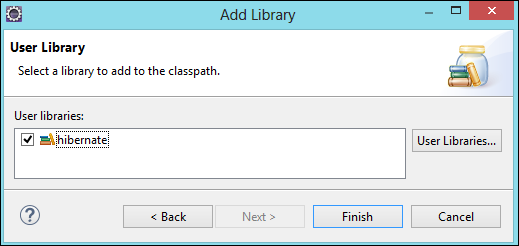 Add Library
User Library
Select a library to add to the classpath.
User libraries:
hibernate
User Libraries...
?
< Back
Next >
Finish
Cancel